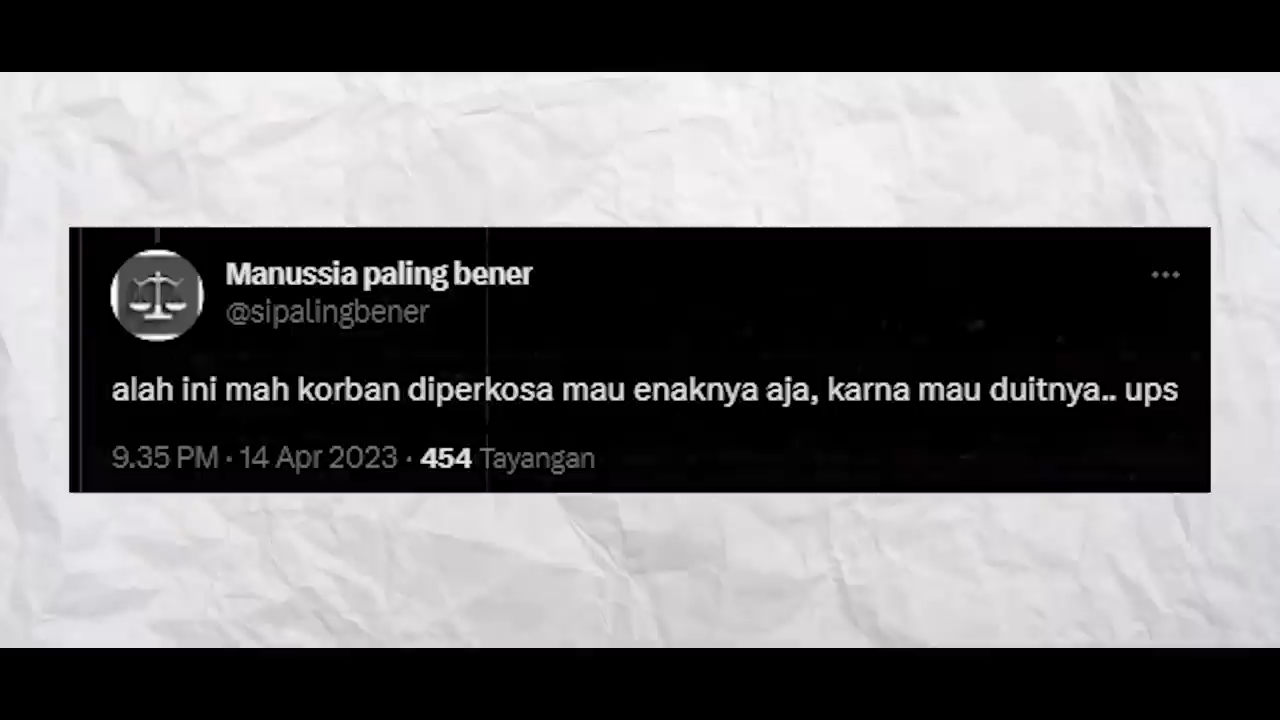 Manussia paling bener
@sipalingbener
alah ini mah korban diperkosa mau enaknya aja, karna mau duitnya.. ups
9.35 PM · 14 Apr 2023 · 454 Tayangan